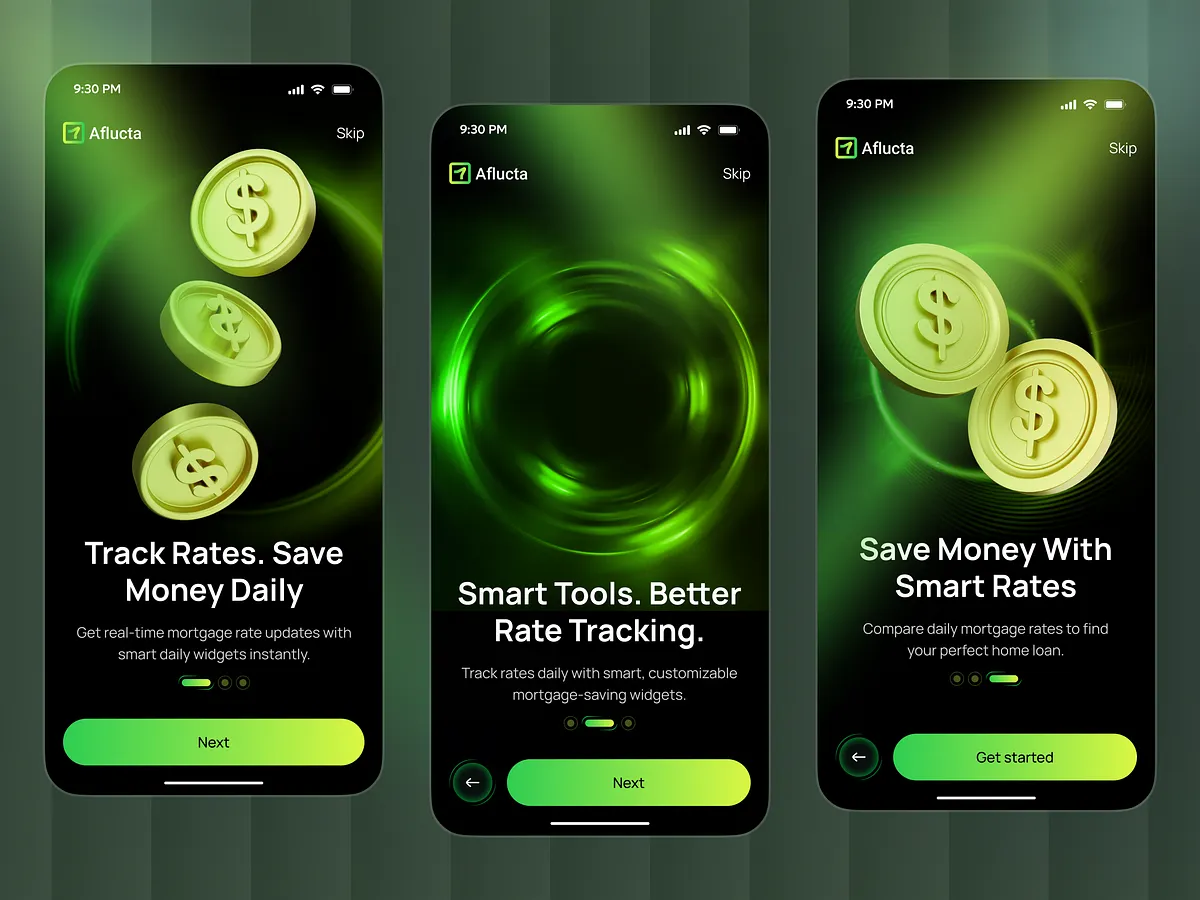 9:30 PM
Aflucta
Skip
Track Rates. Save
Money Daily
Get real-time mortgage rate updates with
smart daily widgets instantly.
Next
9:30 PM
Aflucta
Skip
Smart Tools. Better
Rate Tracking.
Track rates daily with smart, customizable
mortgage-saving widgets.
Next
9:30 PM
Aflucta
Skip
$
$
Save Money With
Smart Rates
Compare daily mortgage rates to find
your perfect home loan.
Get started